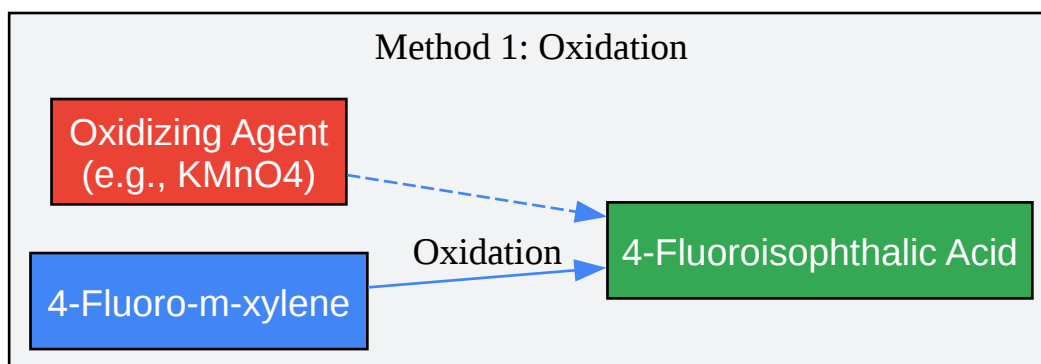 Method 1: Oxidation
Oxidizing Agent
(e.g., KMnO4)
Oxidation
4-Fluoroisophthalic Acid
4-Fluoro-m-xylene